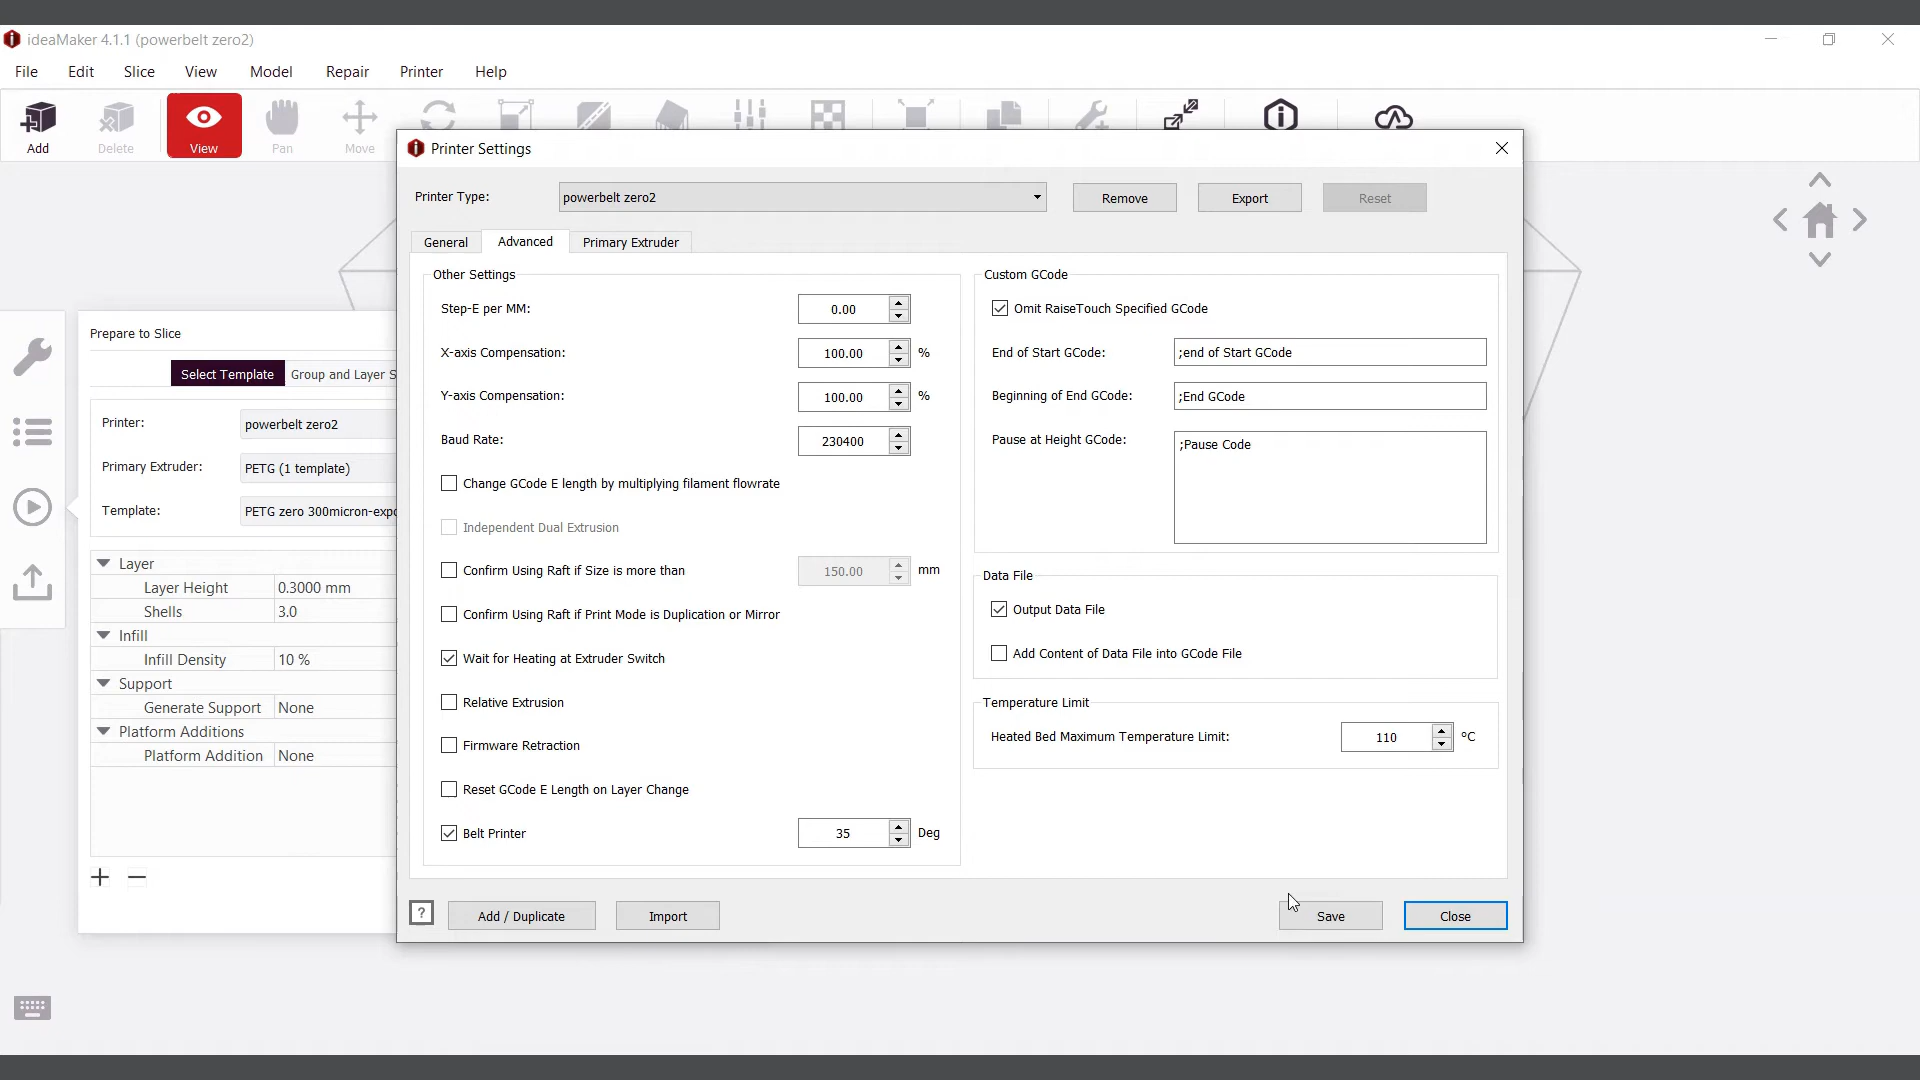 ideaMaker 4.1.1 (powerbelt zero2)
File Edit Slice View Model Repair Printer Help
Add Delete View Pan Move
Printer Settings
Printer Type: powerbelt zero2 Remove Export Reset
General Advanced Primary Extruder
Other Settings
Step-E per MM: 0.00
X-axis Compensation: 100.00 %
Y-axis Compensation: 100.00 %
Baud Rate: 230400
Change GCode E length by multiplying filament flowrate
Independent Dual Extrusion
Confirm Using Raft if Size is more than 150.00 mm
Confirm Using Raft if Print Mode is Duplication or Mirror
Wait for Heating at Extruder Switch
Relative Extrusion
Firmware Retraction
Reset GCode E Length on Layer Change
Belt Printer 35 Deg
Custom GCode
Omit RaiseTouch Specified GCode
End of Start GCode: ;end of Start GCode
Beginning of End GCode: ;End GCode
Pause at Height GCode: ;Pause Code
Data File
Output Data File
Add Content of Data File into GCode File
Temperature Limit
Heated Bed Maximum Temperature Limit: 110 °C
? Add / Duplicate Import Save Close
Prepare to Slice
Select Template Group and Layer S
Printer: powerbelt zero2
Primary Extruder: PETG (1 template)
Template: PETG zero 300micron-expo
Layer
Layer Height 0.3000 mm
Shells 3.0
Infill
Infill Density 10 %
Support
Generate Support None
Platform Additions
Platform Addition None